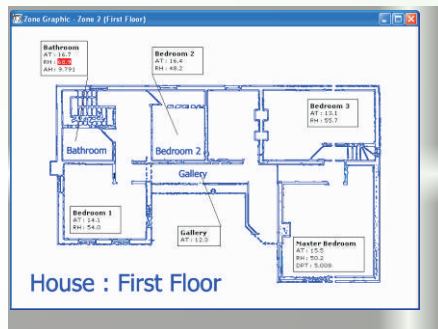 Zone Graphic - Zone 2 (First Floor)
Bathroom
AT : 16.7
RH : 68.9
AH : 9.791
Bedroom 2
AT : 16.4
RH : 48.2
Bedroom 3
AT : 13.1
RH : 55.7
Bathroom
Bedroom 2
Gallery
Bedroom 1
AT : 14.1
RH : 54.0
Gallery
AT : 12.3
Master Bedroom
AT : 15.5
RH : 50.2
DPT : 5.008
House : First Floor